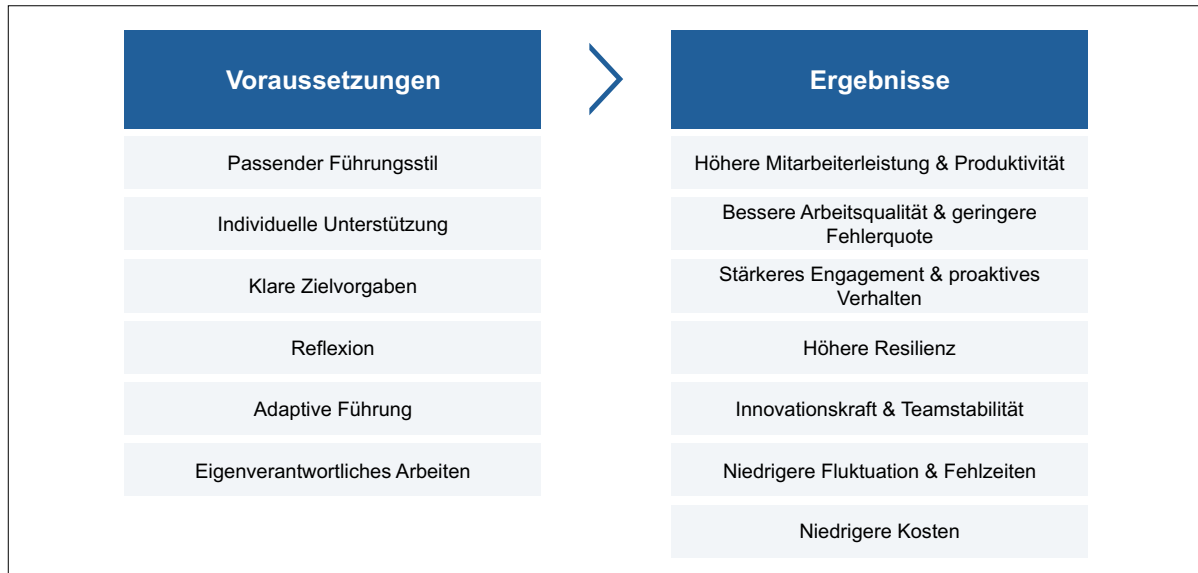 Voraussetzungen
Passender Führungsstil
Individuelle Unterstützung
Klare Zielvorgaben
Reflexion
Adaptive Führung
Eigenverantwortliches Arbeiten
Ergebnisse
Höhere Mitarbeiterleistung & Produktivität
Bessere Arbeitsqualität & geringere
Fehlerquote
Stärkeres Engagement & proaktives
Verhalten
Höhere Resilienz
Innovationskraft & Teamstabilität
Niedrigere Fluktuation & Fehlzeiten
Niedrigere Kosten